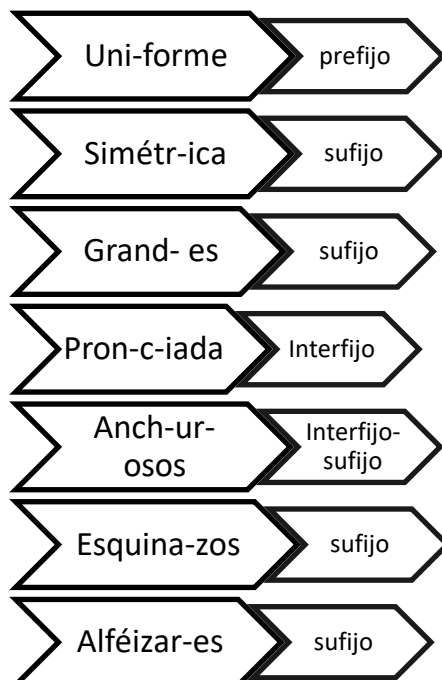 Uni-forme
prefijo
Simétr-ica
sufijo
Grand- es
sufijo
Pron-c-iada
Interfijo
Anch-ur-
osos
Interfijo-
sufijo
Esquina-zos
sufijo
Alféizar-es
sufijo